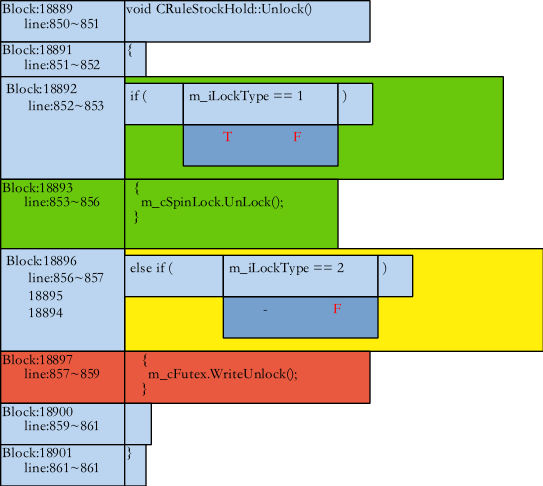 Block:18889 void CRuleStockHold::Unlock()
line:850~851
Block:18891 {
line:851~852
Block:18892
line:852~853 if ( m_iLockType == 1 )
T F
Block:18893 {
line:853~856 m_cSpinLock.UnLock();
}
Block:18896 else if ( m_iLockType == 2 )
line:856~857
18895
18894 - F
Block:18897 {
line:857~859 m_cFutex.WriteUnlock();
}
Block:18900
line:859~861
Block:18901 }
line:861~861